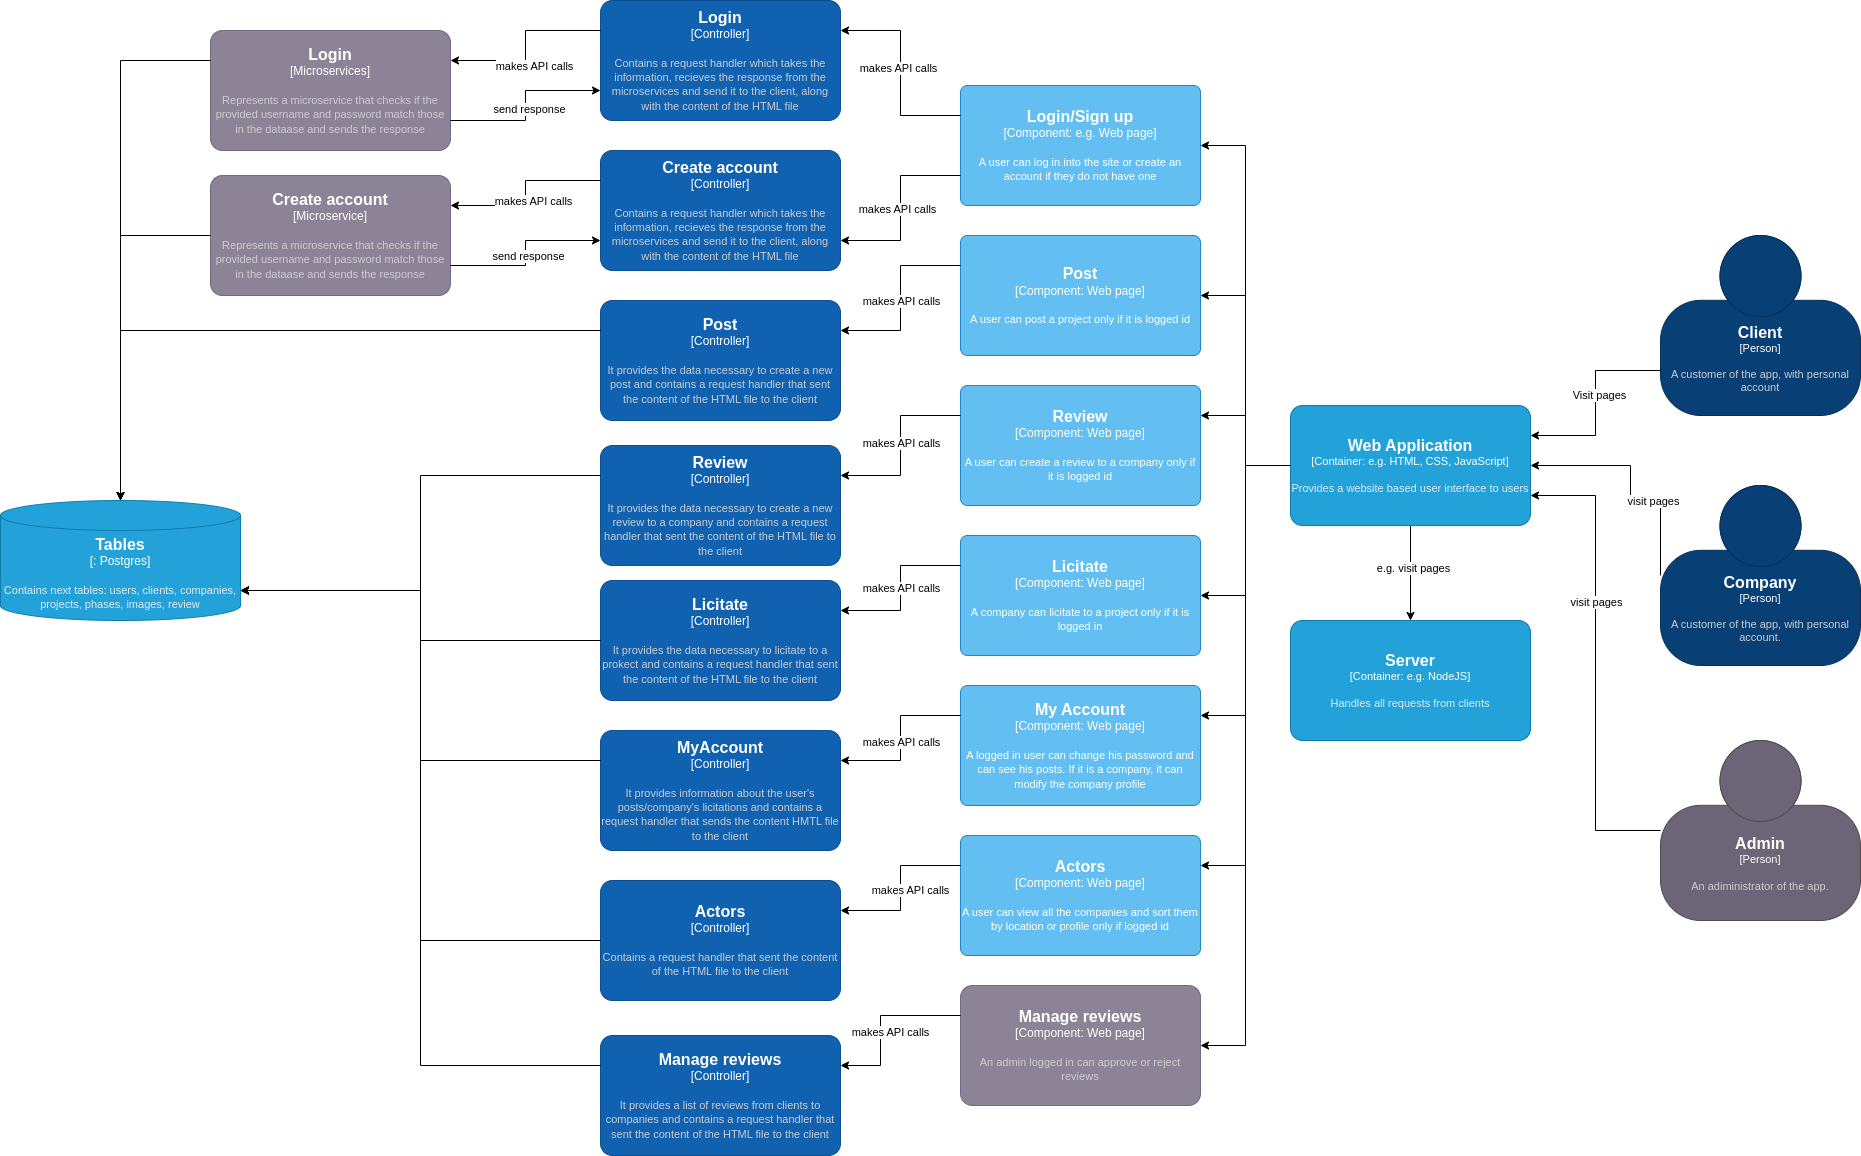 Login
[Microservices]
Represents a microservice that checks if the
provided username and password match those
in the dataase and sends the response
Create account
[Microservice]
Represents a microservice that checks if the
provided username and password match those
in the dataase and sends the response
Tables
[: Postgres]
Contains next tables: users, clients, companies,
projects, phases, images, review
makes API calls
send response
makes API calls
send response
Login
[Controller]
Contains a request handler which takes the
information, recieves the response from the
microservices and send it to the client, along
with the content of the HTML file
Create account
[Controller]
Contains a request handler which takes the
information, recieves the response from the
microservices and send it to the client, along
with the content of the HTML file
Post
[Controller]
It provides the data necessary to create a new
post and contains a request handler that sent
the content of the HTML file to the client
Review
[Controller]
It provides the data necessary to create a new
review to a company and contains a request
handler that sent the content of the HTML file to
the client
Licitate
[Controller]
It provides the data necessary to licitate to a
prokect and contains a request handler that sent
the content of the HTML file to the client
MyAccount
[Controller]
It provides information about the user's
posts/company's licitations and contains a
request handler that sends the content HMTL file
to the client
Actors
[Controller]
Contains a request handler that sent the content
of the HTML file to the client
Manage reviews
[Controller]
It provides a list of reviews from clients to
companies and contains a request handler that
sent the content of the HTML file to the client
makes API calls
makes API calls
makes API calls
makes API calls
makes API calls
makes API calls
makes API calls
makes API calls
Login/Sign up
[Component: e.g. Web page]
A user can log in into the site or create an
account if they do not have one
Post
[Component: Web page]
A user can post a project only if it is logged id
Review
[Component: Web page]
A user can create a review to a company only if
it is logged id
Licitate
[Component: Web page]
A company can licitate to a project only if it is
logged in
My Account
[Component: Web page]
A logged in user can change his password and
can see his posts. If it is a company, it can
modify the company profile
Actors
[Component: Web page]
A user can view all the companies and sort them
by location or profile only if logged id
Manage reviews
[Component: Web page]
An admin logged in can approve or reject
reviews
Web Application
[Container: e.g. HTML, CSS, JavaScript]
Provides a website based user interface to users
e.g. visit pages
Server
[Container: e.g. NodeJS]
Handles all requests from clients
Visit pages
visit pages
visit pages
Client
[Person]
A customer of the app, with personal
account
Company
[Person]
A customer of the app, with personal
account.
Admin
[Person]
An adiministrator of the app.